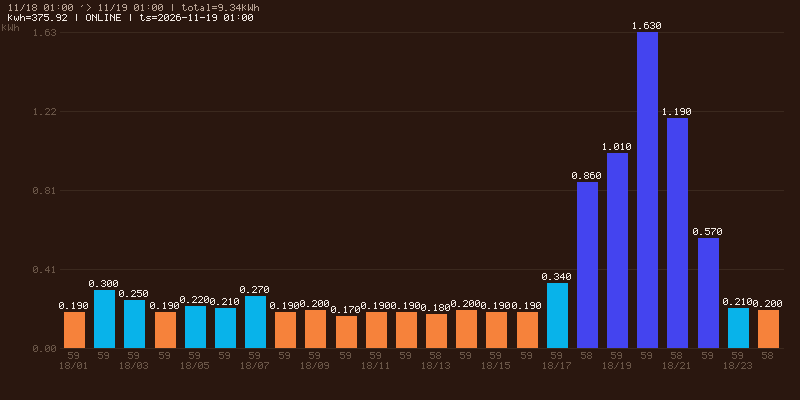 11/18 01:00 -> 11/19 01:00 | total=9.34kWh
Kwh=375.92 | ONLINE | ts=2026-11-19 01:00
kWh
1.63
1.22
0.81
0.41
0.00
0.190 0.300 0.250 0.190 0.220 0.210 0.270 0.190 0.200 0.170 0.190 0.190 0.180 0.200 0.190 0.190 0.340 0.860 1.010 1.630 1.190 0.570 0.210 0.200
59 59 59 59 59 59 59 59 59 59 59 59 58 59 59 59 59 58 59 59 58 59 59 58
18/01 18/03 18/05 18/07 18/09 18/11 18/13 18/15 18/17 18/19 18/21 18/23